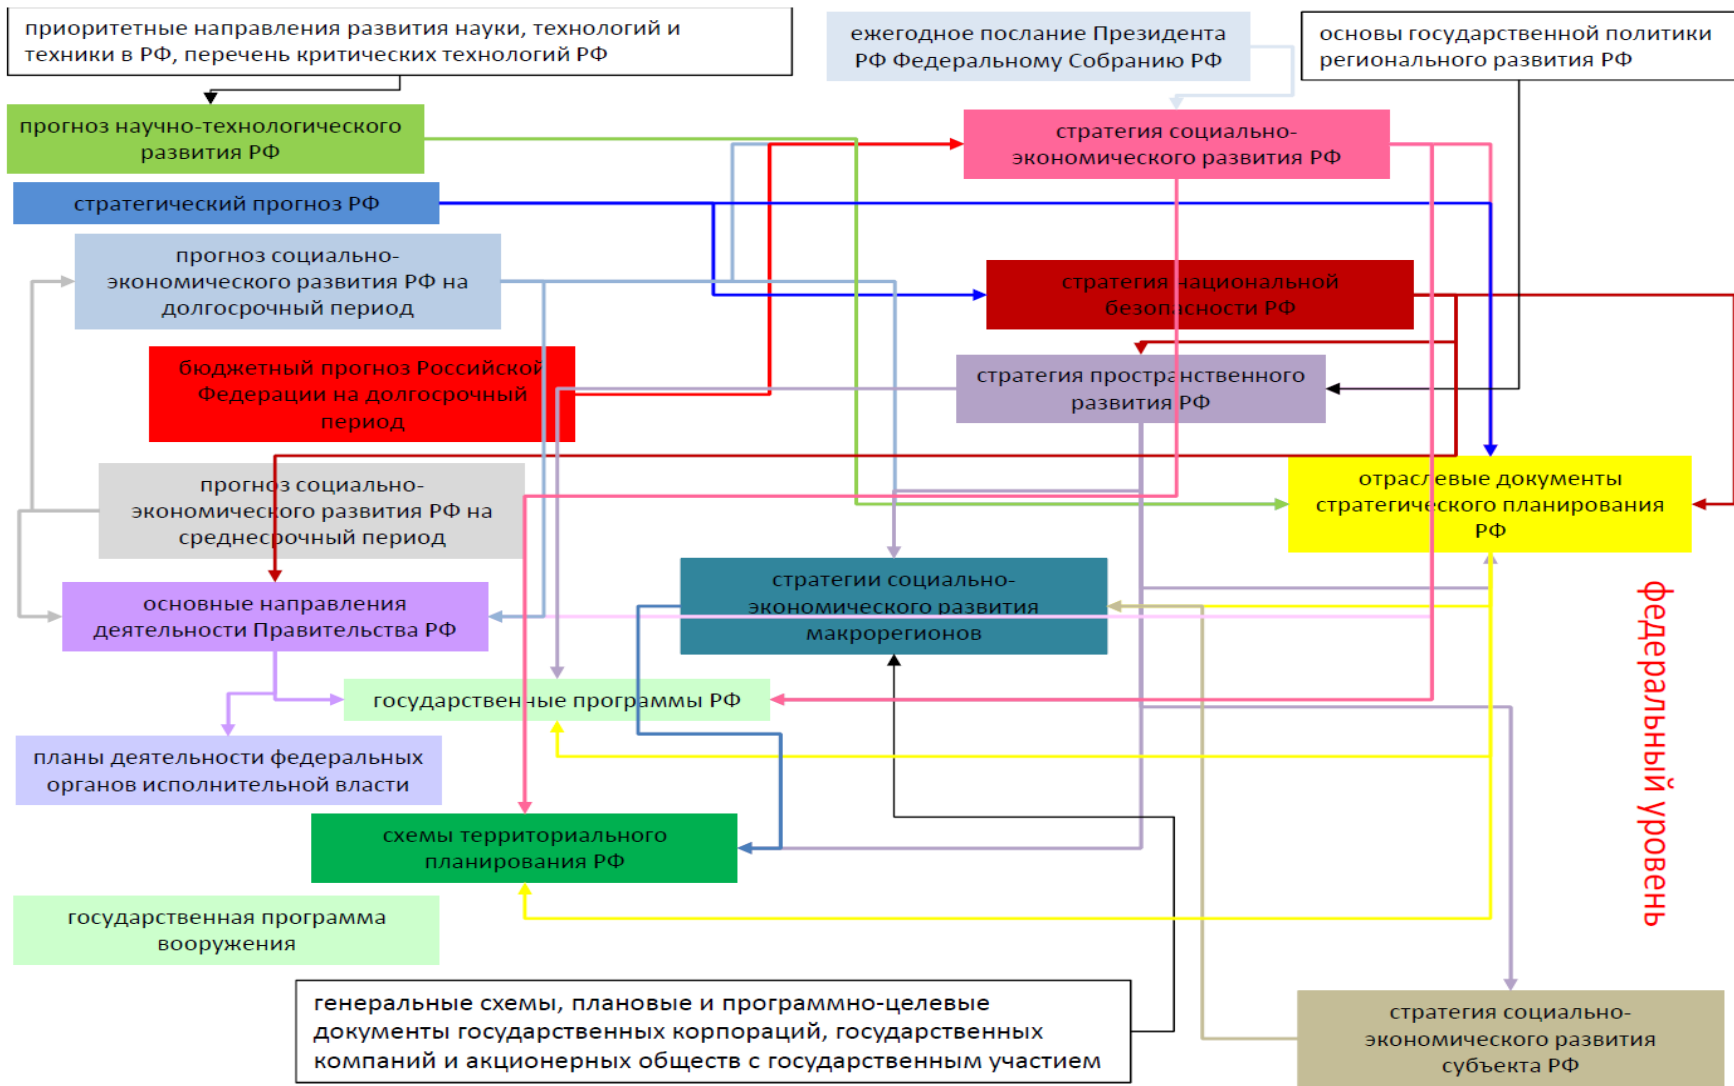 приоритетные направления развития науки, технологий и
техники в РФ, перечень критических технологий РФ
ежегодное послание Президента
РФ Федеральному Собранию РФ
основы государственной политики
регионального развития РФ
прогноз научно-технологического
развития РФ
стратегия социально-
экономического развития РФ
стратегический прогноз РФ
прогноз социально-
экономического развития РФ на
долгосрочный период
стратегия национальной
безопасности РФ
бюджетный прогноз Российской
Федерации на долгосрочный
период
стратегия пространственного
развития РФ
прогноз социально-
экономического развития РФ на
среднесрочный период
отраслевые документы
стратегического планирования
РФ
основные направления
деятельности Правительства РФ
стратегии социально-
экономического развития
макрорегионов
федеральный уровень
государственные программы РФ
планы деятельности федеральных
органов исполнительной власти
схемы территориального
планирования РФ
государственная программа
вооружения
генеральные схемы, плановые и программно-целевые
документы государственных корпораций, государственных
компаний и акционерных обществ с государственным участием
стратегия социально-
экономического развития
субъекта РФ